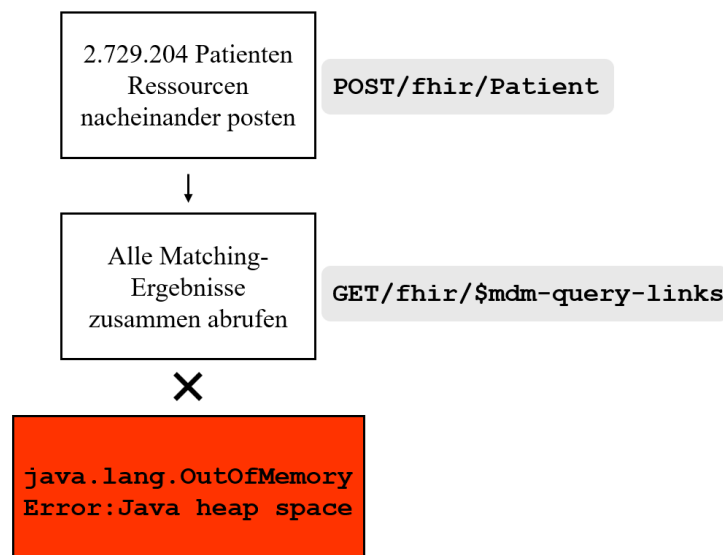 2.729.204 Patienten
Ressourcen
nacheinander posten
POST/fhir/Patient
Alle Matching-
Ergebnisse
zusammen abrufen
GET/fhir/$mdm-query-links
java.lang.OutOfMemory
Error:Java heap space